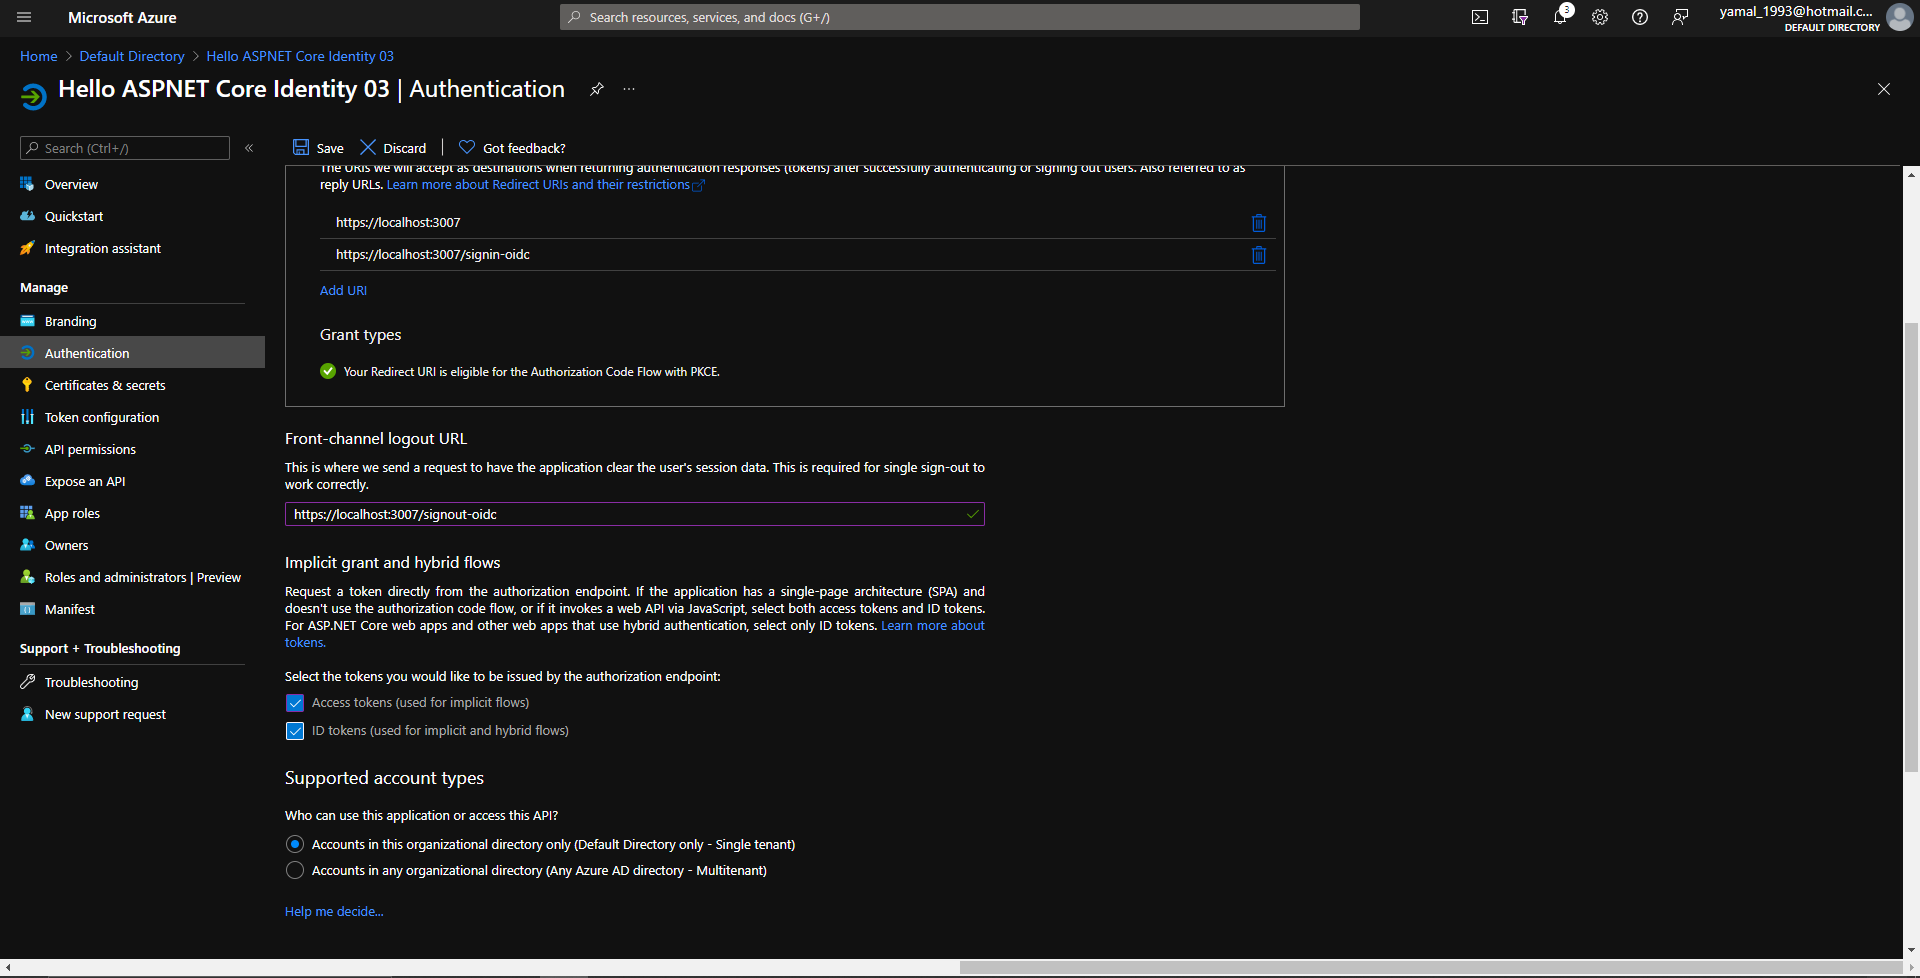 Microsoft Azure
Search resources, services, and docs (G+/)
3
yamal_1993@hotmail.c...
DEFAULT DIRECTORY
Home > Default Directory > Hello ASPNET Core Identity 03
Hello ASPNET Core Identity 03 | Authentication
Search (Ctrl+/)
Save
Discard
Got feedback?
Overview
Quickstart
Integration assistant
Manage
Branding
Authentication
Certificates & secrets
Token configuration
API permissions
Expose an API
App roles
Owners
Roles and administrators | Preview
Manifest
Support + Troubleshooting
Troubleshooting
New support request
The URIs we will accept as destinations when returning authentication responses (tokens) after successfully authenticating or signing out users. Also referred to as
reply URLs. Learn more about Redirect URIs and their restrictions
https://localhost:3007
https://localhost:3007/signin-oidc
Add URI
Grant types
Your Redirect URI is eligible for the Authorization Code Flow with PKCE.
Front-channel logout URL
This is where we send a request to have the application clear the user's session data. This is required for single sign-out to
work correctly.
https://localhost:3007/signout-oidc
Implicit grant and hybrid flows
Request a token directly from the authorization endpoint. If the application has a single-page architecture (SPA) and
doesn't use the authorization code flow, or if it invokes a web API via JavaScript, select both access tokens and ID tokens.
For ASP.NET Core web apps and other web apps that use hybrid authentication, select only ID tokens. Learn more about
tokens.
Select the tokens you would like to be issued by the authorization endpoint:
Access tokens (used for implicit flows)
ID tokens (used for implicit and hybrid flows)
Supported account types
Who can use this application or access this API?
Accounts in this organizational directory only (Default Directory only - Single tenant)
Accounts in any organizational directory (Any Azure AD directory - Multitenant)
Help me decide...